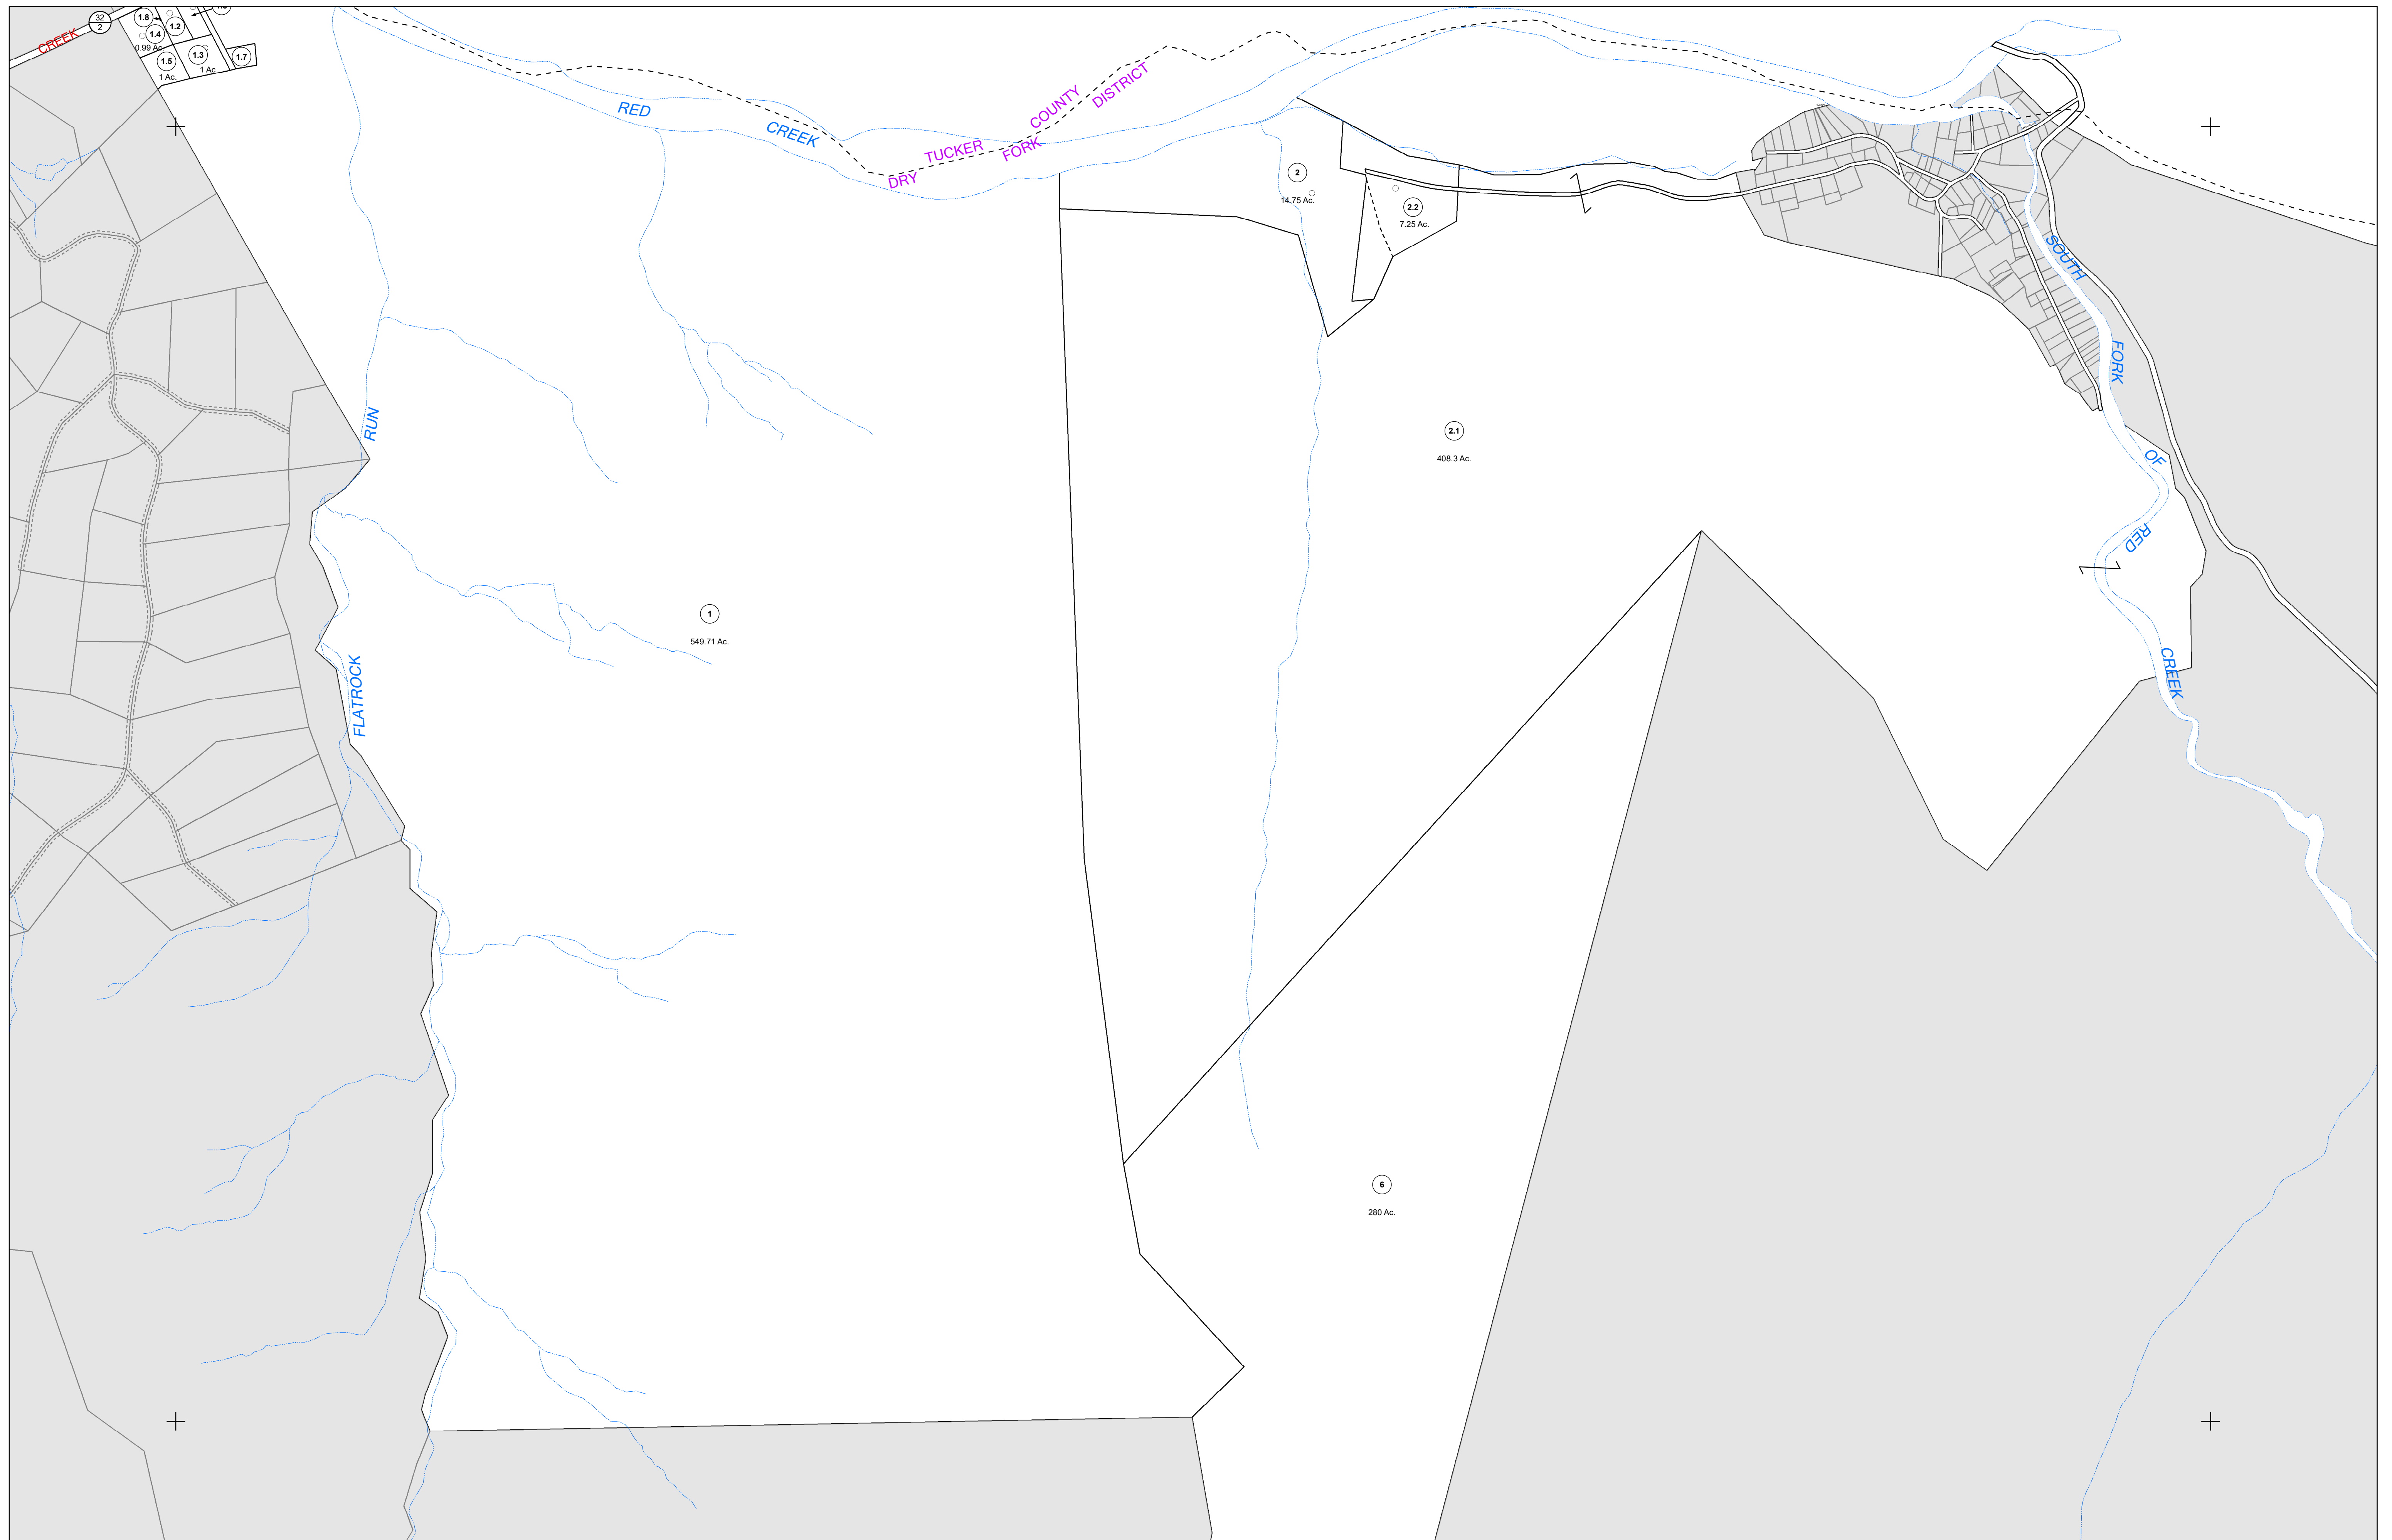 32
2
CREEK
1.8
1.2
1.4
0.99 Ac.
1.5
1 Ac.
1.3
1 Ac.
1.7
RED
CREEK
COUNTY
DISTRICT
TUCKER
FORK
DRY
2
14.75 Ac.
2.2
7.25 Ac.
SOUTH
FORK
OF
RED
CREEK
RUN
FLATROCK
2.1
408.3 Ac.
1
549.71 Ac.
6
280 Ac.